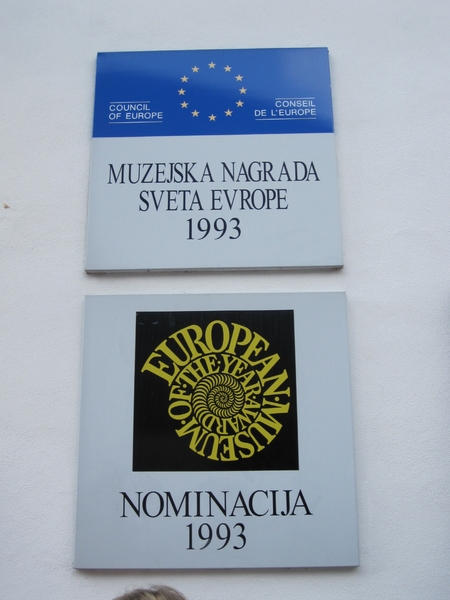 COUNCIL
OF EUROPE
CONSEIL
DE L'EUROPE
MUZEJSKA NAGRADA
SVETA EVROPE
1993
EUROPEAN·MUSEUM·OF·THE·YEAR·AWARD
NOMINACIJA
1993